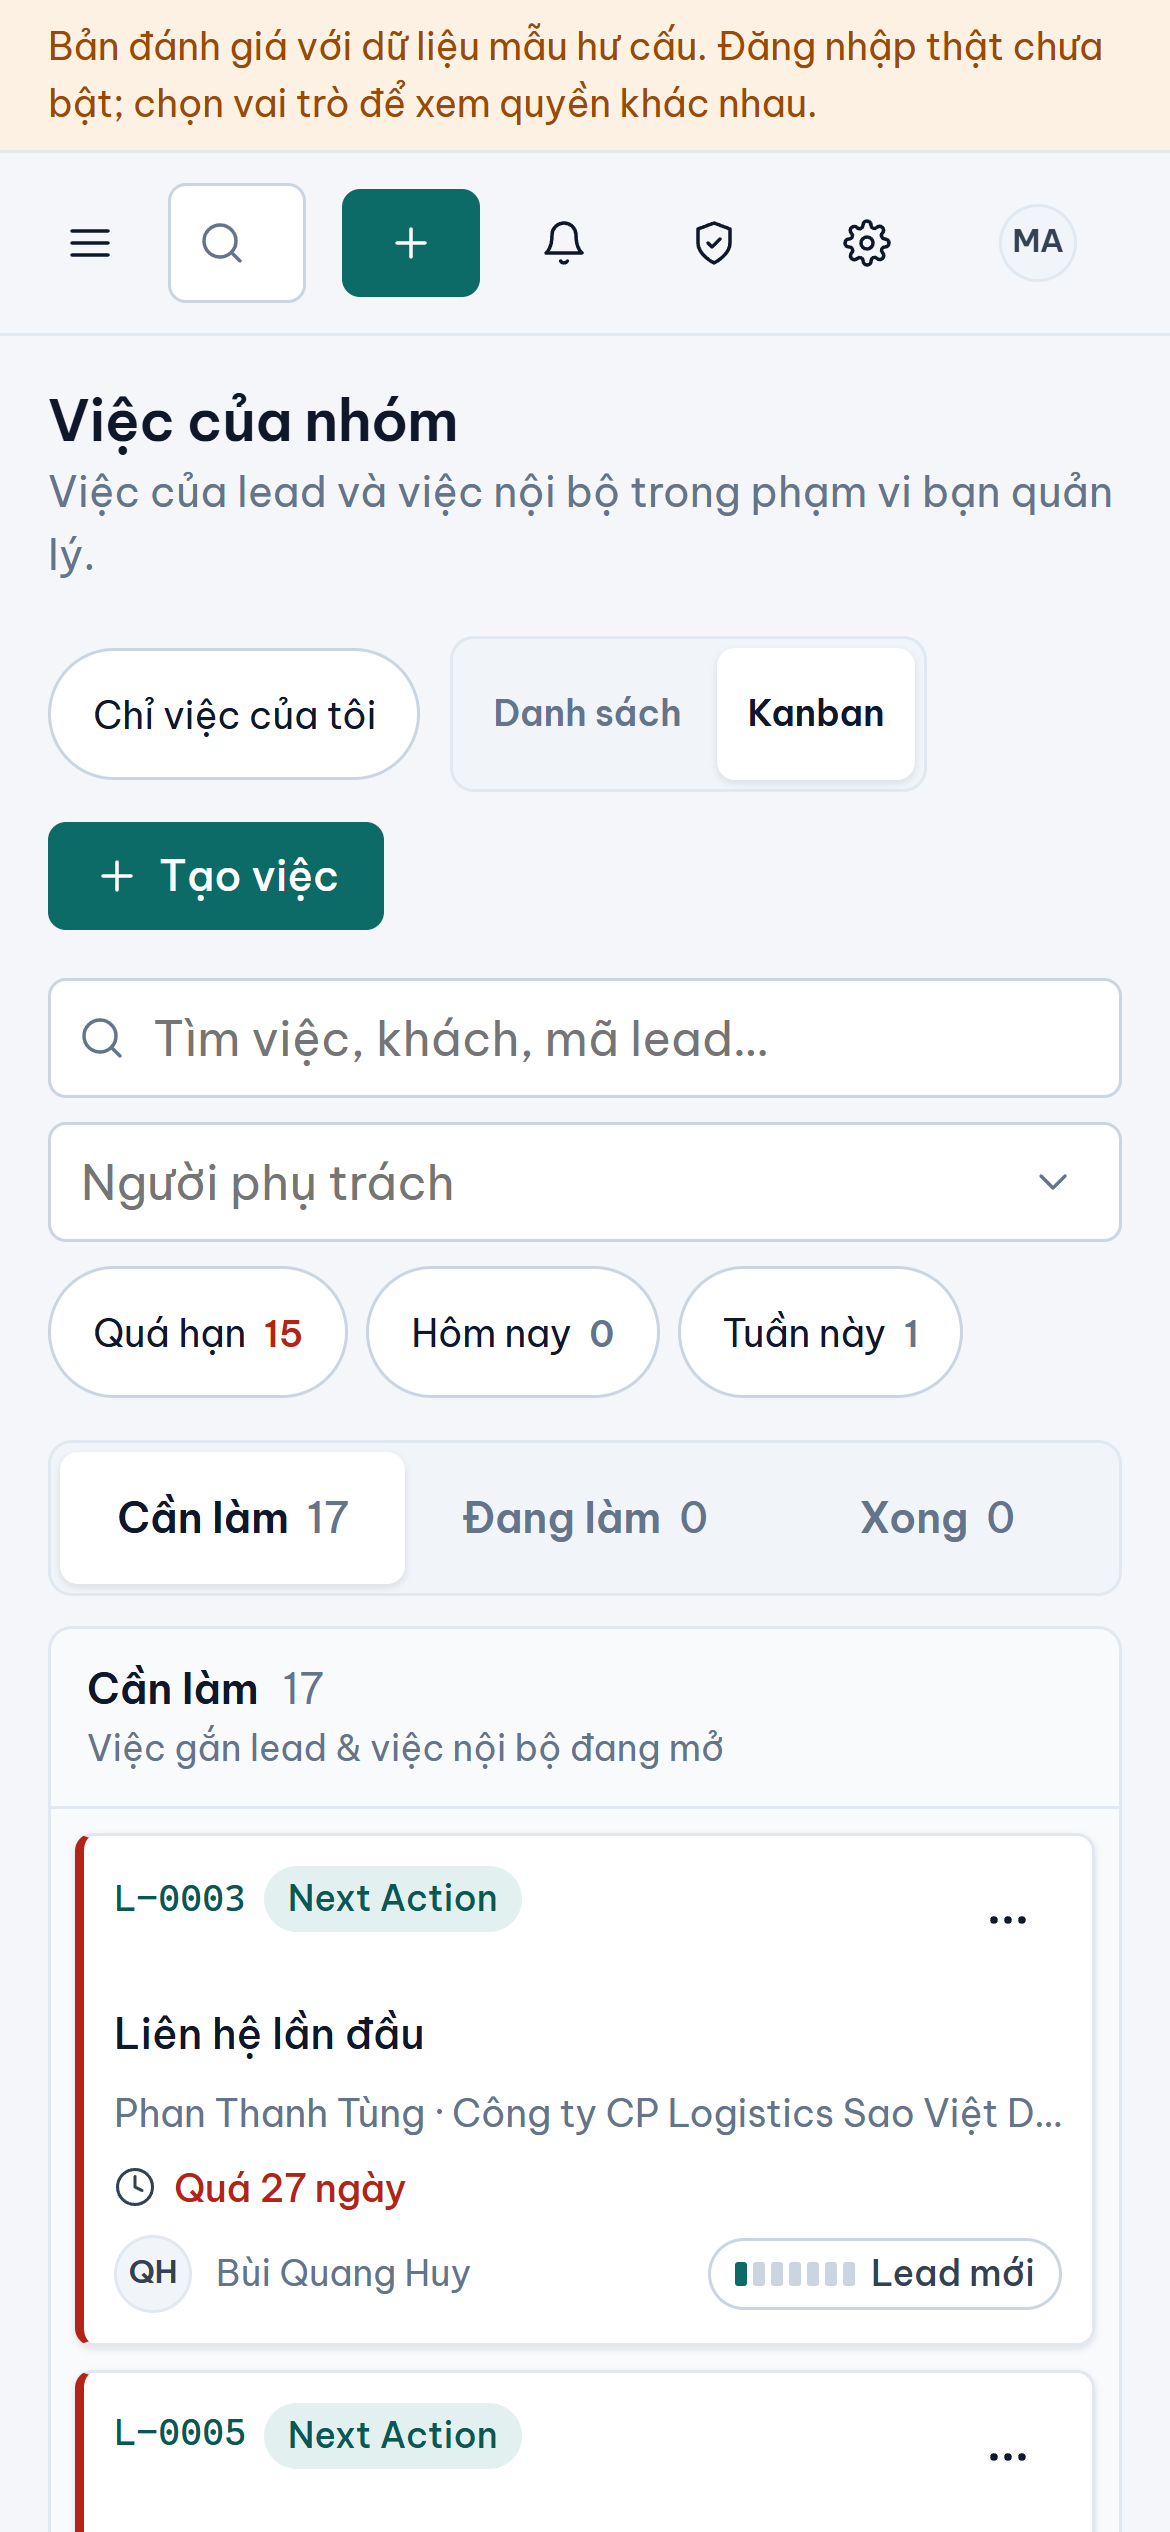 Bản đánh giá với dữ liệu mẫu hư cấu. Đăng nhập thật chưa
bật; chọn vai trò để xem quyền khác nhau.
MA
Việc của nhóm
Việc của lead và việc nội bộ trong phạm vi bạn quản
lý.
Chỉ việc của tôi
Danh sách
Kanban
Tạo việc
Tìm việc, khách, mã lead...
Người phụ trách
Quá hạn 15
Hôm nay 0
Tuần này 1
Cần làm 17
Đang làm 0
Xong 0
Cần làm 17
Việc gắn lead & việc nội bộ đang mở
L-0003 Next Action
Liên hệ lần đầu
Phan Thanh Tùng · Công ty CP Logistics Sao Việt D...
Quá 27 ngày
QH Bùi Quang Huy
Lead mới
L-0005 Next Action